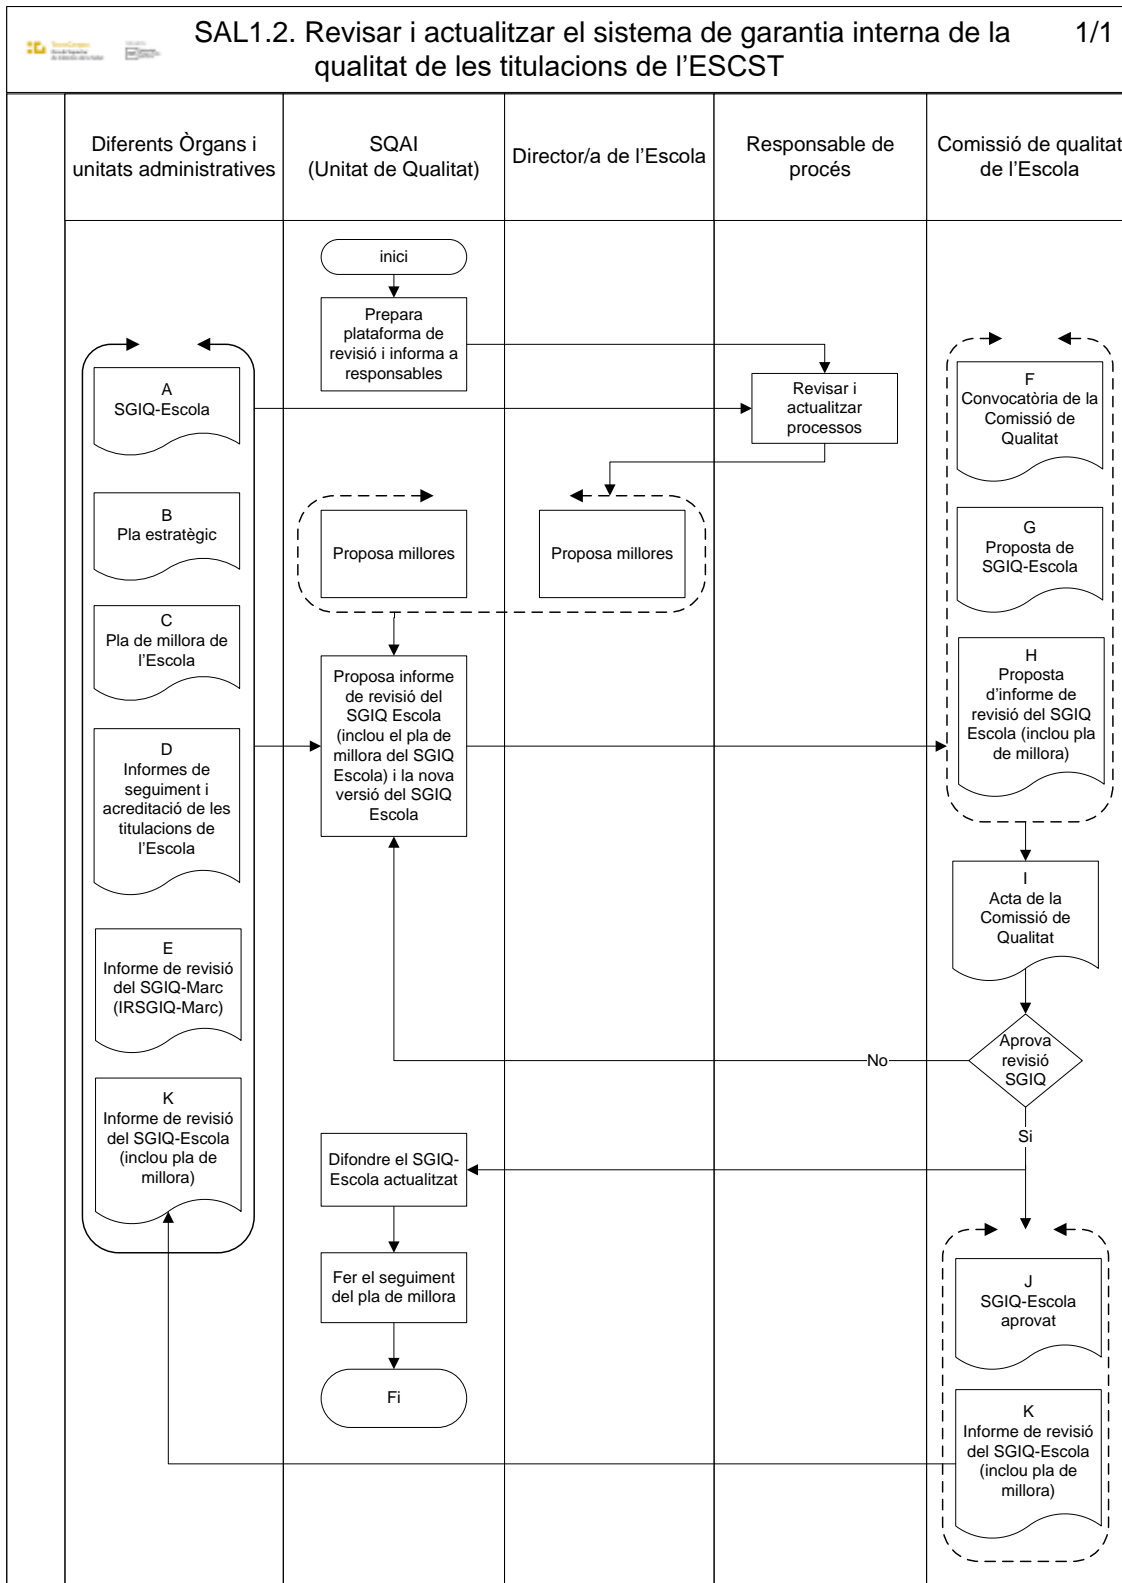 SAL1.2. Revisar i actualitzar el sistema de garantia interna de la
qualitat de les titulacions de l'ESCST
1/1
Diferents Òrgans i
unitats administratives
SQAI
(Unitat de Qualitat)
Director/a de l'Escola
Responsable de
procés
Comissió de qualitat
de l'Escola
inici
Prepara
plataforma de
revisió i informa a
responsables
Revisar i
actualitzar
processos
A
SGIQ-Escola
F
Convocatòria de la
Comissió de
Qualitat
B
Pla estratègic
Proposa millores
Proposa millores
G
Proposta de
SGIQ-Escola
C
Pla de millora de
l'Escola
Proposa informe
de revisió del
SGIQ Escola
(inclou el pla de
millora del SGIQ
Escola) i la nova
versió del SGIQ
Escola
H
Proposta
d'informe de
revisió del SGIQ
Escola (inclou pla
de millora)
D
Informes de
seguiment i
acreditació de les
titulacions de
l'Escola
I
Acta de la
Comissió de
Qualitat
E
Informe de revisió
del SGIQ-Marc
(IRSGIQ-Marc)
No
Aprova
revisió
SGIQ
Si
K
Informe de revisió
del SGIQ-Escola
(inclou pla de
millora)
Difondre el SGIQ-
Escola actualitzat
Fer el seguiment
del pla de millora
J
SGIQ-Escola
aprovat
Fi
K
Informe de revisió
del SGIQ-Escola
(inclou pla de
millora)